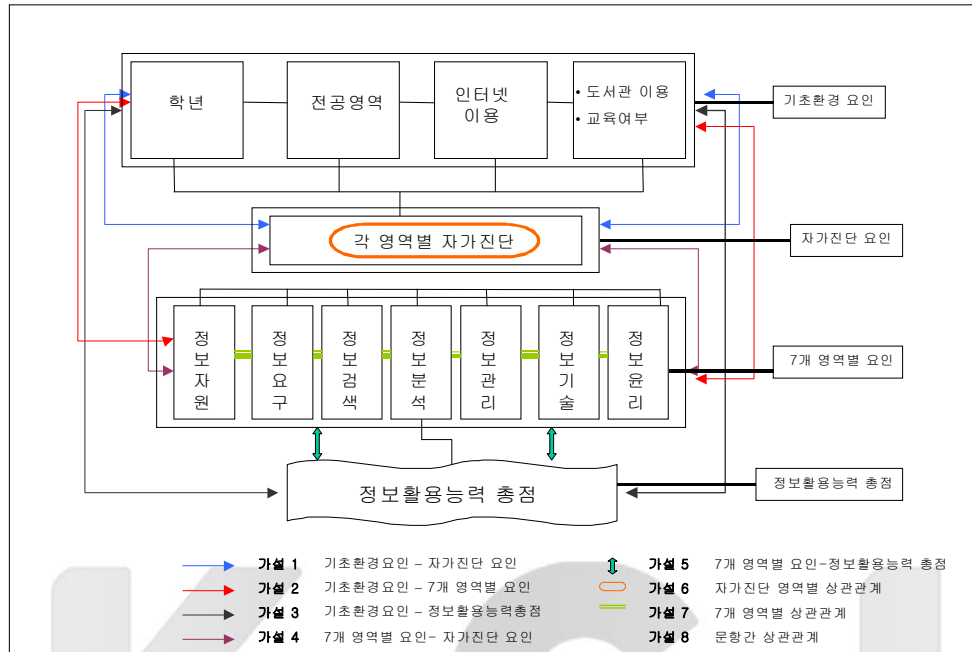 학년
전공영역
인터넷
이용
• 도서관 이용
• 교육여부
기초환경 요인
각 영역별 자가진단
자가진단 요인
정보자원
정보요구
정보검색
정보분석
정보관리
정보기술
정보윤리
7개 영역별 요인
정보활용능력 총점
정보활용능력 총점
가설 1 기초환경요인 – 자가진단 요인
가설 2 기초환경요인 – 7개 영역별 요인
가설 3 기초환경요인 – 정보활용능력총점
가설 4 7개 영역별 요인– 자가진단 요인
가설 5 7개 영역별 요인-정보활용능력 총점
가설 6 자가진단 영역별 상관관계
가설 7 7개 영역별 상관관계
가설 8 문항간 상관관계